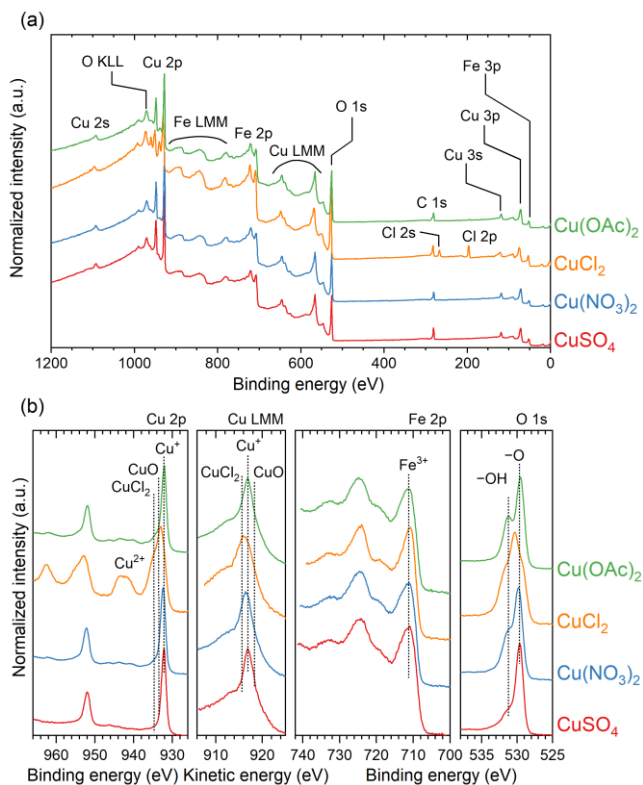 (a)
Normalized intensity (a.u.)
O KLL
Cu 2p
Cu 2s
Fe LMM
Fe 2p
Cu LMM
O 1s
Fe 3p
Cu 3p
Cu 3s
C 1s
Cl 2s
Cl 2p
Cu(OAc)₂
CuCl₂
Cu(NO₃)₂
CuSO₄
1200 1000 800 600 400 200 0
Binding energy (eV)
(b)
Normalized intensity (a.u.)
Cu 2p
Cu⁺
CuO
CuCl₂
Cu²⁺
960 950 940 930
Binding energy (eV)
Cu LMM
Cu⁺
CuCl₂ CuO
910 920
Kinetic energy (eV)
Fe 2p
Fe³⁺
740 730 720 710 700
O 1s
−O
−OH
535 530 525
Binding energy (eV)
Cu(OAc)₂
CuCl₂
Cu(NO₃)₂
CuSO₄